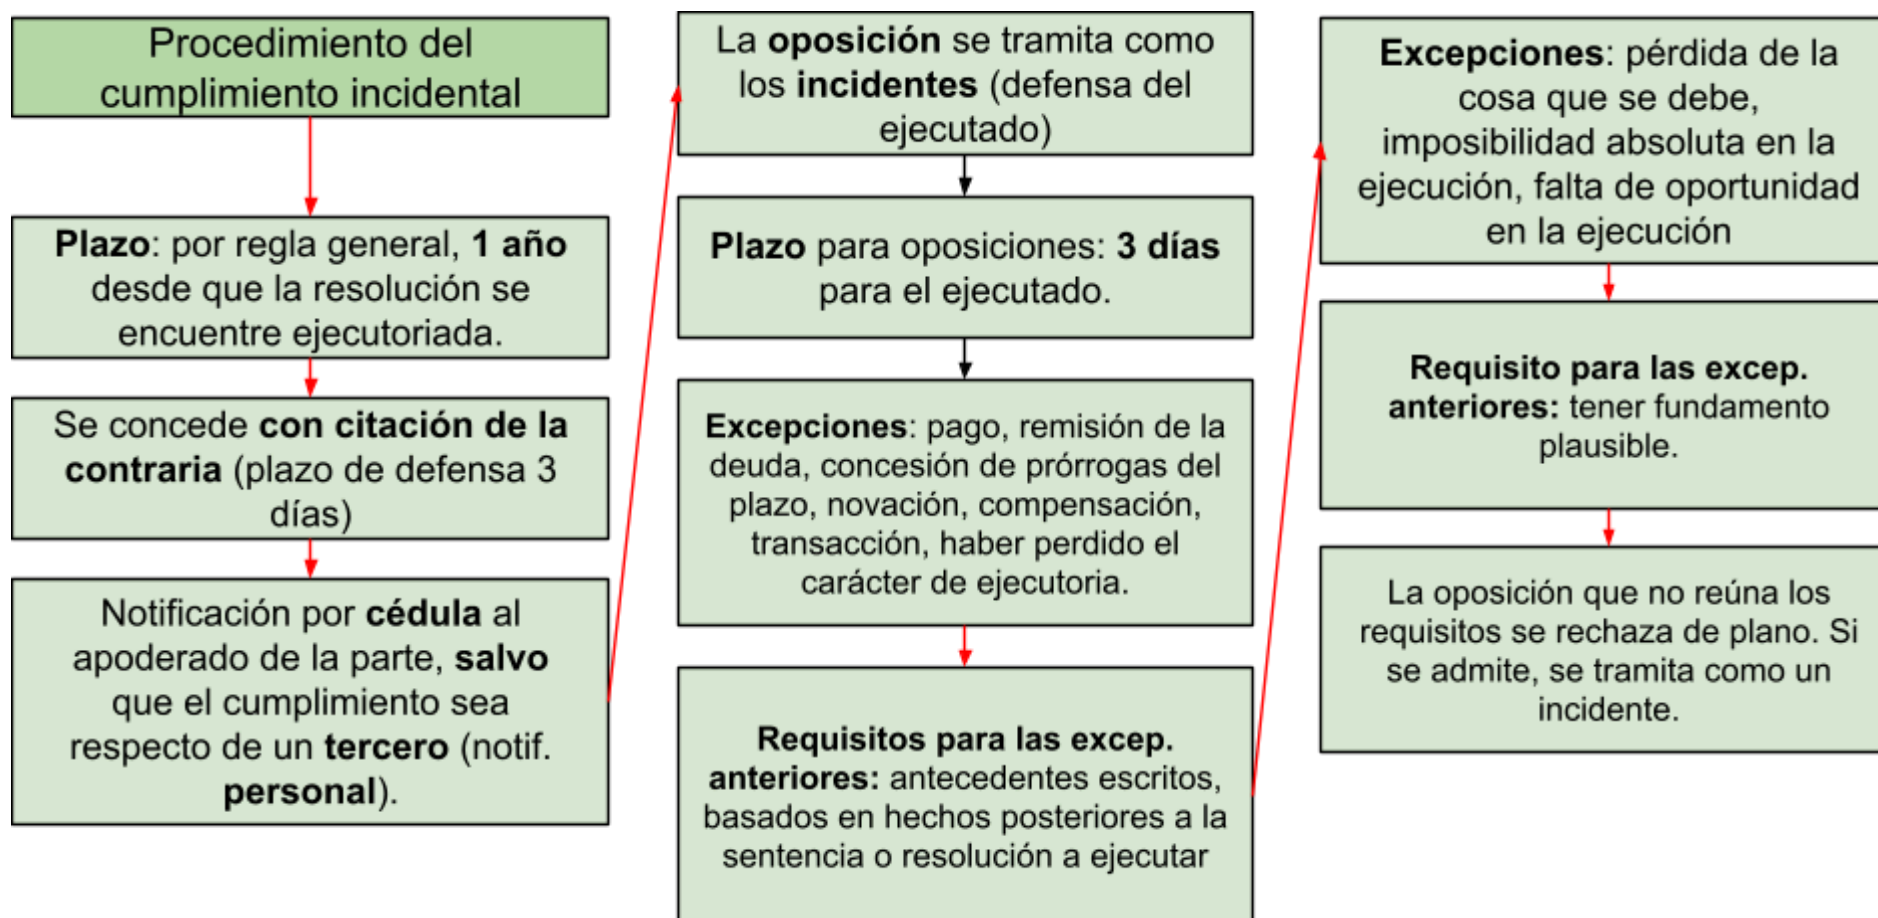 Procedimiento del
cumplimiento incidental
Plazo: por regla general, 1 año
desde que la resolución se
encuentre ejecutoriada.
Se concede con citación de la
contraria (plazo de defensa 3
días)
Notificación por cédula al
apoderado de la parte, salvo
que el cumplimiento sea
respecto de un tercero (notif.
personal).
La oposición se tramita como
los incidentes (defensa del
ejecutado)
Plazo para oposiciones: 3 días
para el ejecutado.
Excepciones: pago, remisión de la
deuda, concesión de prórrogas del
plazo, novación, compensación,
transacción, haber perdido el
carácter de ejecutoria.
Requisitos para las excep.
anteriores: antecedentes escritos,
basados en hechos posteriores a la
sentencia o resolución a ejecutar
Excepciones: pérdida de la
cosa que se debe,
imposibilidad absoluta en la
ejecución, falta de oportunidad
en la ejecución
Requisito para las excep.
anteriores: tener fundamento
plausible.
La oposición que no reúna los
requisitos se rechaza de plano. Si
se admite, se tramita como un
incidente.